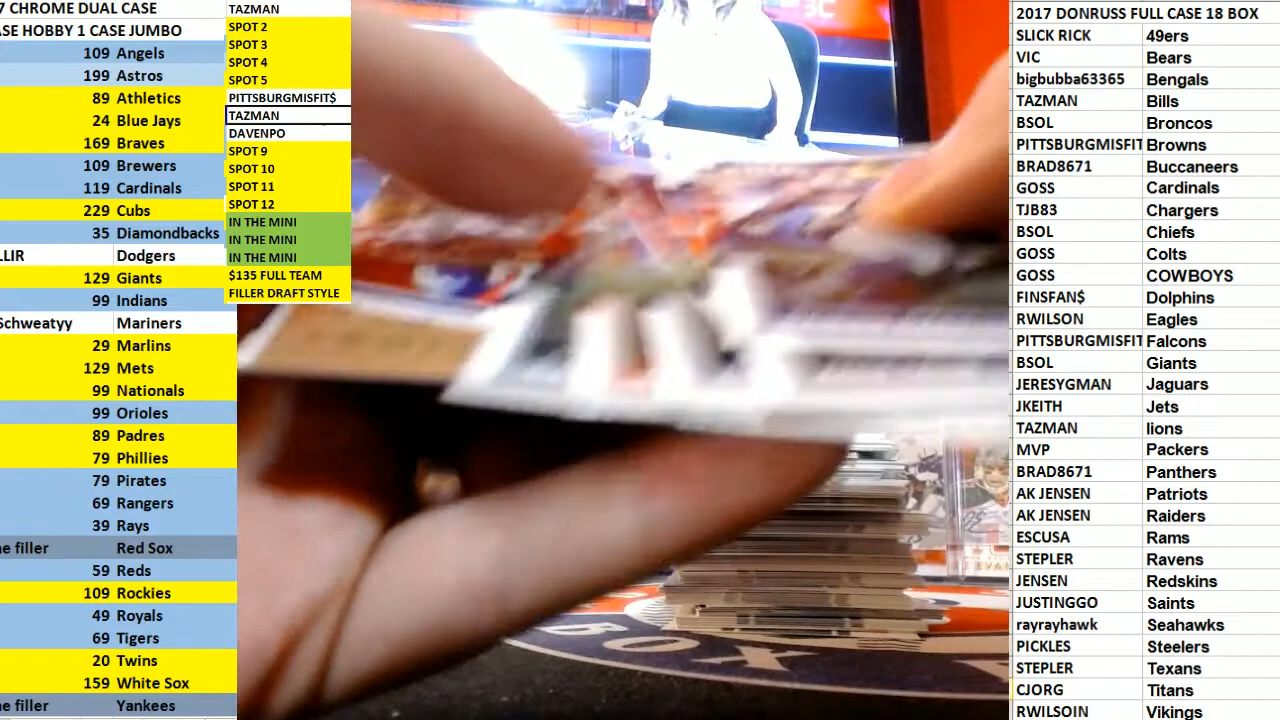 7 CHROME DUAL CASE
ASE HOBBY 1 CASE JUMBO
109 Angels
199 Astros
89 Athletics
24 Blue Jays
169 Braves
109 Brewers
119 Cardinals
229 Cubs
35 Diamondbacks
LLIR Dodgers
129 Giants
99 Indians
Schweatyy Mariners
29 Marlins
129 Mets
99 Nationals
99 Orioles
89 Padres
79 Phillies
79 Pirates
69 Rangers
39 Rays
ne filler Red Sox
59 Reds
109 Rockies
49 Royals
69 Tigers
20 Twins
159 White Sox
ne filler Yankees
TAZMAN
SPOT 2
SPOT 3
SPOT 4
SPOT 5
PITTSBURGMISFIT$
TAZMAN
DAVENPO
SPOT 9
SPOT 10
SPOT 11
SPOT 12
IN THE MINI
IN THE MINI
IN THE MINI
$135 FULL TEAM
FILLER DRAFT STYLE
BOX
2017 DONRUSS FULL CASE 18 BOX
SLICK RICK 49ers
VIC Bears
bigbubba63365 Bengals
TAZMAN Bills
BSOL Broncos
PITTSBURGMISFIT Browns
BRAD8671 Buccaneers
GOSS Cardinals
TJB83 Chargers
BSOL Chiefs
GOSS Colts
GOSS COWBOYS
FINSFAN$ Dolphins
RWILSON Eagles
PITTSBURGMISFIT Falcons
BSOL Giants
JERESYGMAN Jaguars
JKEITH Jets
TAZMAN lions
MVP Packers
BRAD8671 Panthers
AK JENSEN Patriots
AK JENSEN Raiders
ESCUSA Rams
STEPLER Ravens
JENSEN Redskins
JUSTINGGO Saints
rayrayhawk Seahawks
PICKLES Steelers
STEPLER Texans
CJORG Titans
RWILSOIN Vikings